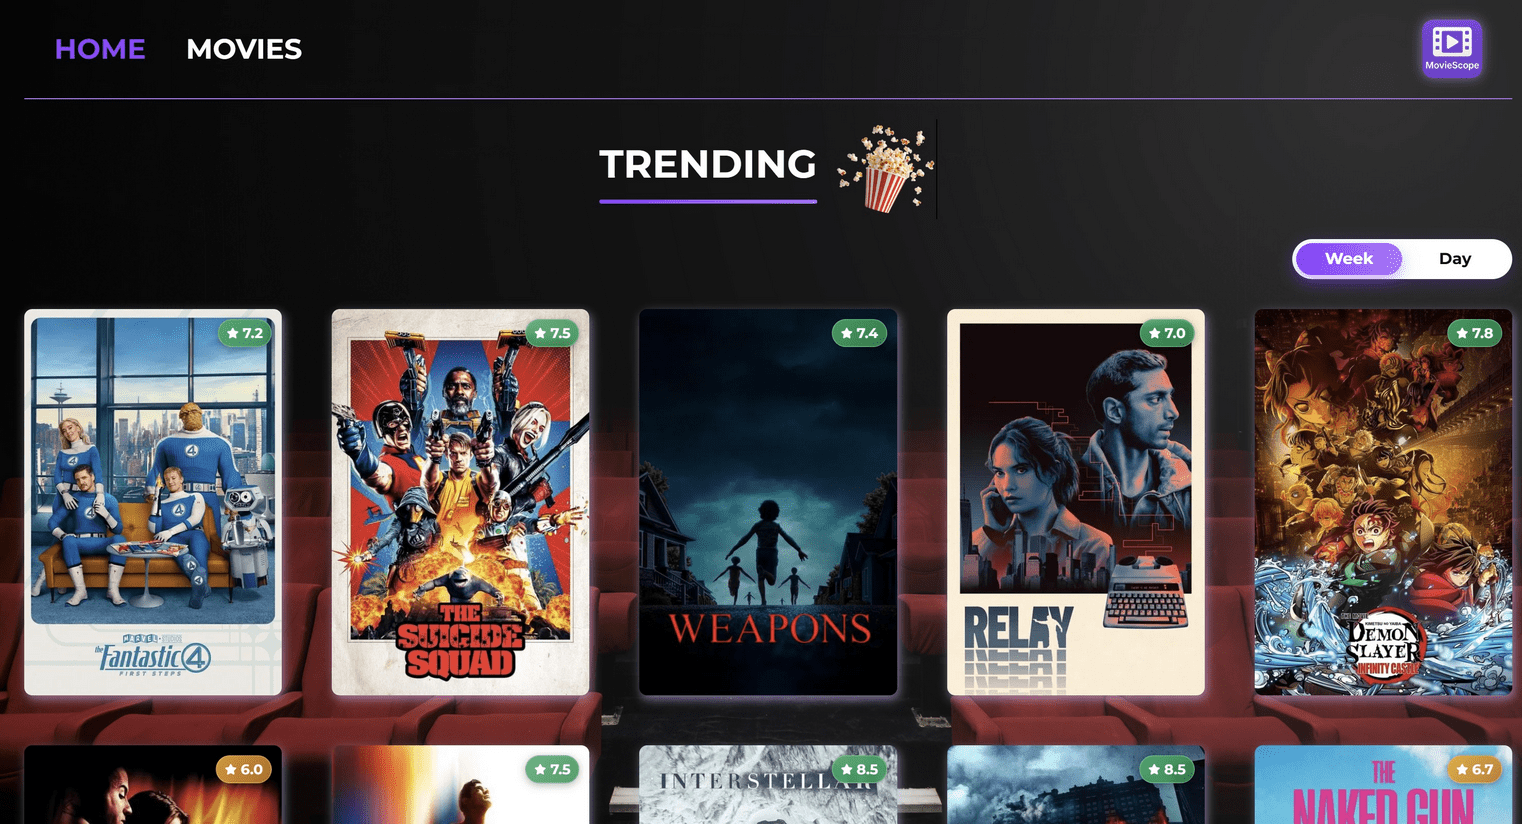 HOME MOVIES
MovieScope
TRENDING
Week Day
7.2
7.5
7.4
7.0
7.8
MARVEL STUDIOS
the Fantastic 4
FIRST STEPS
THE
SUICIDE
SQUAD
WEAPONS
RELAY
DEMON
SLAYER
INFINITY CASTLE
6.0
7.5
8.5
8.5
6.7
INTERSTELLAR
THE
NAKED GUN